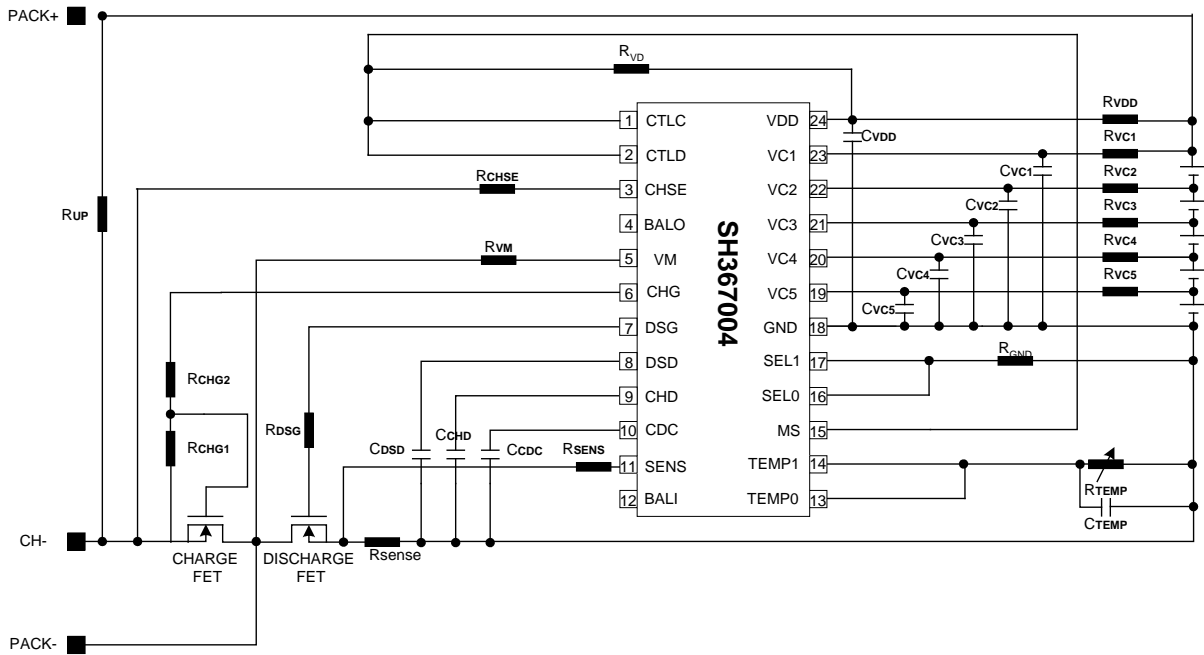 PACK+
RVD
1 CTLC VDD 24 RVDD
CVDD
2 CTLD VC1 23 RVC1
RCHSE 3 CHSE VC2 22 CVC1 RVC2
RUP 4 BALO VC3 21 CVC2 RVC3
RVM 5 VM VC4 20 CVC3 RVC4
6 CHG VC5 19 CVC4 RVC5
SH367004
7 DSG GND 18 CVC5
8 DSD SEL1 17 RGND
RCHG2 9 CHD SEL0 16
RDSG 10 CDC MS 15
RCHG1 CDSD CCHD CCDC RSENS 11 SENS TEMP1 14
RTEMP
12 BALI TEMP0 13
CTEMP
CH-
CHARGE FET
DISCHARGE FET
Rsense
PACK-